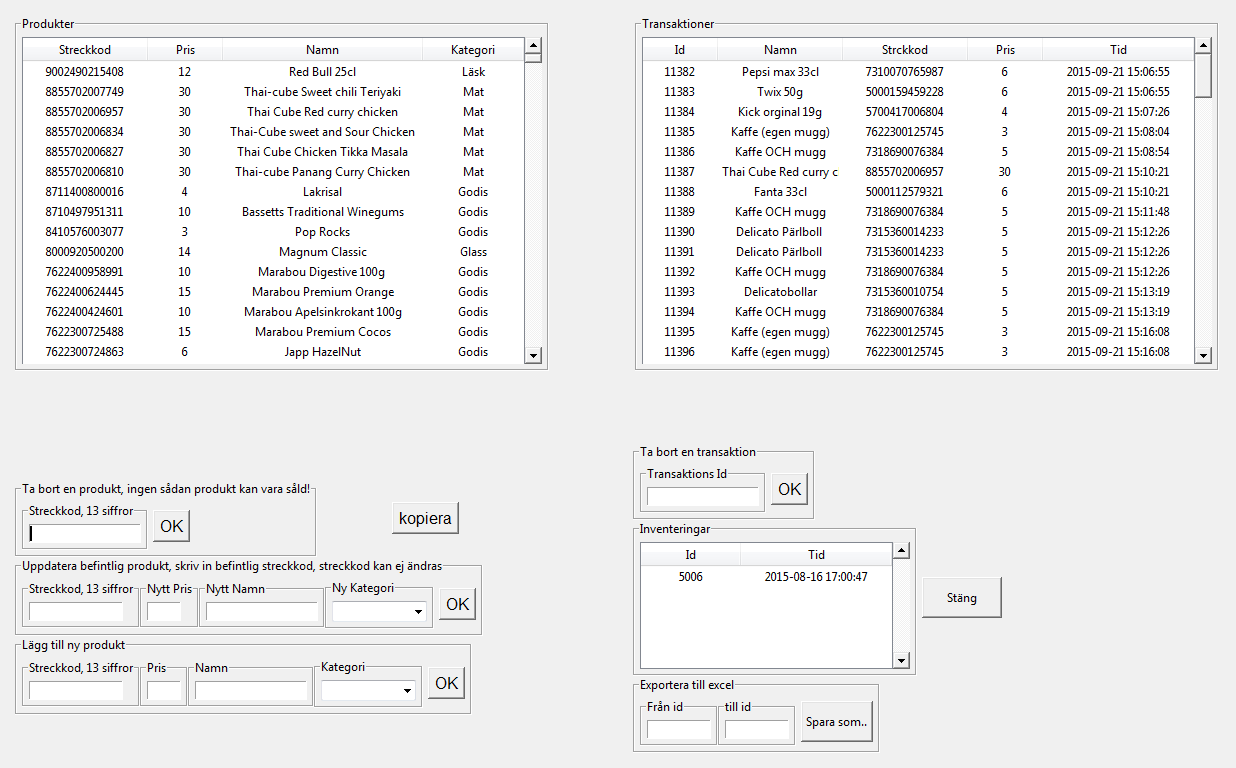 Produkter
Streckkod Pris Namn Kategori
9002490215408 12 Red Bull 25cl Läsk
8855702007749 30 Thai-cube Sweet chili Teriyaki Mat
8855702006957 30 Thai Cube Red curry chicken Mat
8855702006834 30 Thai-Cube sweet and Sour Chicken Mat
8855702006827 30 Thai Cube Chicken Tikka Masala Mat
8855702006810 30 Thai-cube Panang Curry Chicken Mat
8711400800016 4 Lakrisal Godis
8710497951311 10 Bassetts Traditional Winegums Godis
8410576003077 3 Pop Rocks Godis
8000920500200 14 Magnum Classic Glass
7622400958991 10 Marabou Digestive 100g Godis
7622400624445 15 Marabou Premium Orange Godis
7622400424601 10 Marabou Apelsinkrokant 100g Godis
7622300725488 15 Marabou Premium Cocos Godis
7622300724863 6 Japp HazelNut Godis
Transaktioner
Id Namn Strckkod Pris Tid
11382 Pepsi max 33cl 7310070765987 6 2015-09-21 15:06:55
11383 Twix 50g 5000159459228 6 2015-09-21 15:06:55
11384 Kick orginal 19g 5700417006804 4 2015-09-21 15:07:26
11385 Kaffe (egen mugg) 7622300125745 3 2015-09-21 15:08:04
11386 Kaffe OCH mugg 7318690076384 5 2015-09-21 15:08:54
11387 Thai Cube Red curry c 8855702006957 30 2015-09-21 15:10:21
11388 Fanta 33cl 5000112579321 6 2015-09-21 15:10:21
11389 Kaffe OCH mugg 7318690076384 5 2015-09-21 15:11:48
11390 Delicato Pärlboll 7315360014233 5 2015-09-21 15:12:26
11391 Delicato Pärlboll 7315360014233 5 2015-09-21 15:12:26
11392 Kaffe OCH mugg 7318690076384 5 2015-09-21 15:12:26
11393 Delicatobollar 7315360010754 5 2015-09-21 15:13:19
11394 Kaffe OCH mugg 7318690076384 5 2015-09-21 15:13:19
11395 Kaffe (egen mugg) 7622300125745 3 2015-09-21 15:16:08
11396 Kaffe (egen mugg) 7622300125745 3 2015-09-21 15:16:08
Ta bort en produkt, ingen sådan produkt kan vara såld!
Streckkod, 13 siffror
OK
kopiera
Uppdatera befintlig produkt, skriv in befintlig streckkod, streckkod kan ej ändras
Streckkod, 13 siffror Nytt Pris Nytt Namn Ny Kategori
OK
Lägg till ny produkt
Streckkod, 13 siffror Pris Namn Kategori
OK
Ta bort en transaktion
Transaktions Id
OK
Inventeringar
Id Tid
5006 2015-08-16 17:00:47
Stäng
Exportera till excel
Från id till id
Spara som..